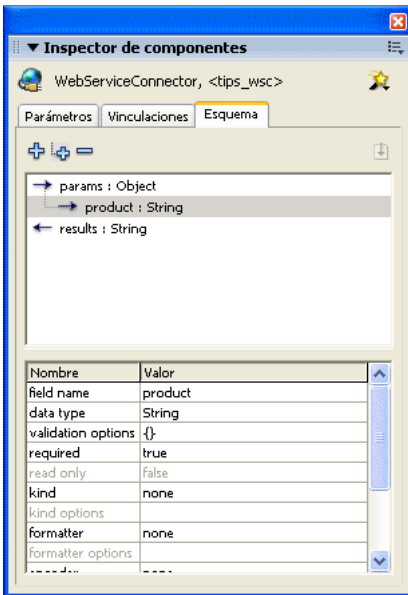 Inspector de componentes
WebServiceConnector, <tips_wsc>
Parámetros Vinculaciones Esquema
params : Object
product : String
results : String
Nombre Valor
field name product
data type String
validation options {}
required true
read only false
kind none
kind options
formatter none
formatter options